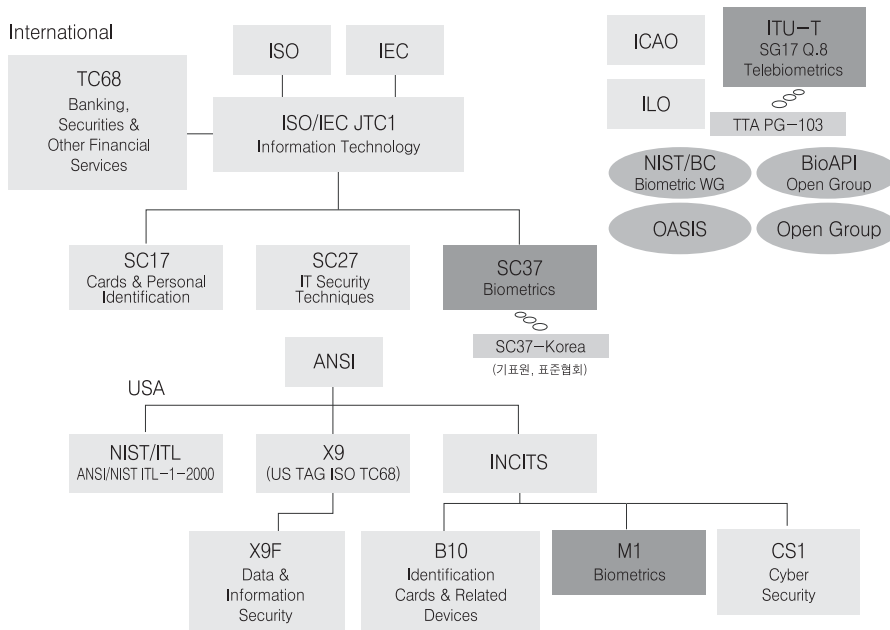 International
ISO
IEC
TC68
Banking,
Securities &
Other Financial
Services
ISO/IEC JTC1
Information Technology
ICAO
ILO
ITU-T
SG17 Q.8
Telebiometrics
TTA PG-103
NIST/BC
Biometric WG
BioAPI
Open Group
OASIS
Open Group
SC17
Cards & Personal
Identification
SC27
IT Security
Techniques
SC37
Biometrics
SC37-Korea
(기표원, 표준협회)
USA
ANSI
NIST/ITL
ANSI/NIST ITL-1-2000
X9
(US TAG ISO TC68)
INCITS
X9F
Data &
Information
Security
B10
Identification
Cards & Related
Devices
M1
Biometrics
CS1
Cyber
Security